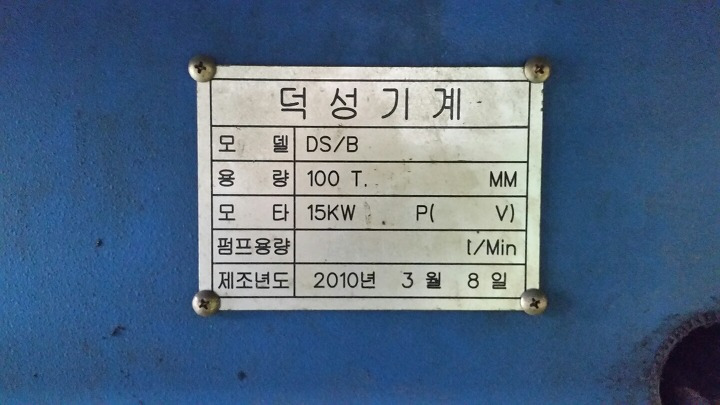 덕성기계
모 델 DS/B
용 량 100 T. MM
모 타 15KW P( V)
펌프용량 l/Min
제조년도 2010년 3월 8일